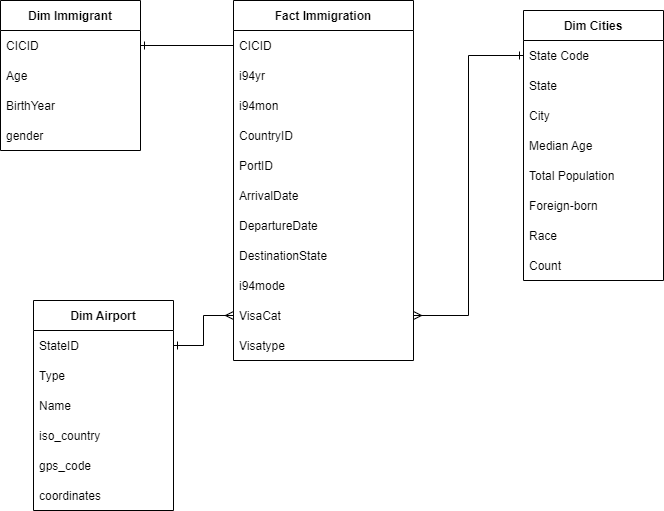 Dim Immigrant
CICID
Age
BirthYear
gender
Fact Immigration
CICID
i94yr
i94mon
CountryID
PortID
ArrivalDate
DepartureDate
DestinationState
i94mode
VisaCat
Visatype
Dim Cities
State Code
State
City
Median Age
Total Population
Foreign-born
Race
Count
Dim Airport
StateID
Type
Name
iso_country
gps_code
coordinates